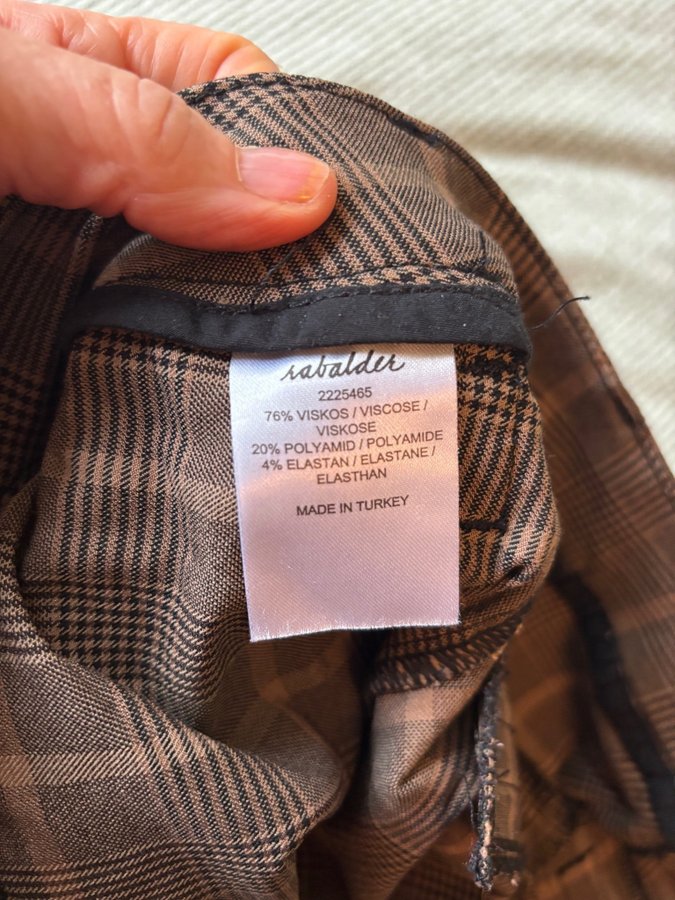 rabalder
2225465
76% VISKOS / VISCOSE /
VISKOSE
20% POLYAMID / POLYAMIDE
4% ELASTAN / ELASTANE /
ELASTHAN
MADE IN TURKEY